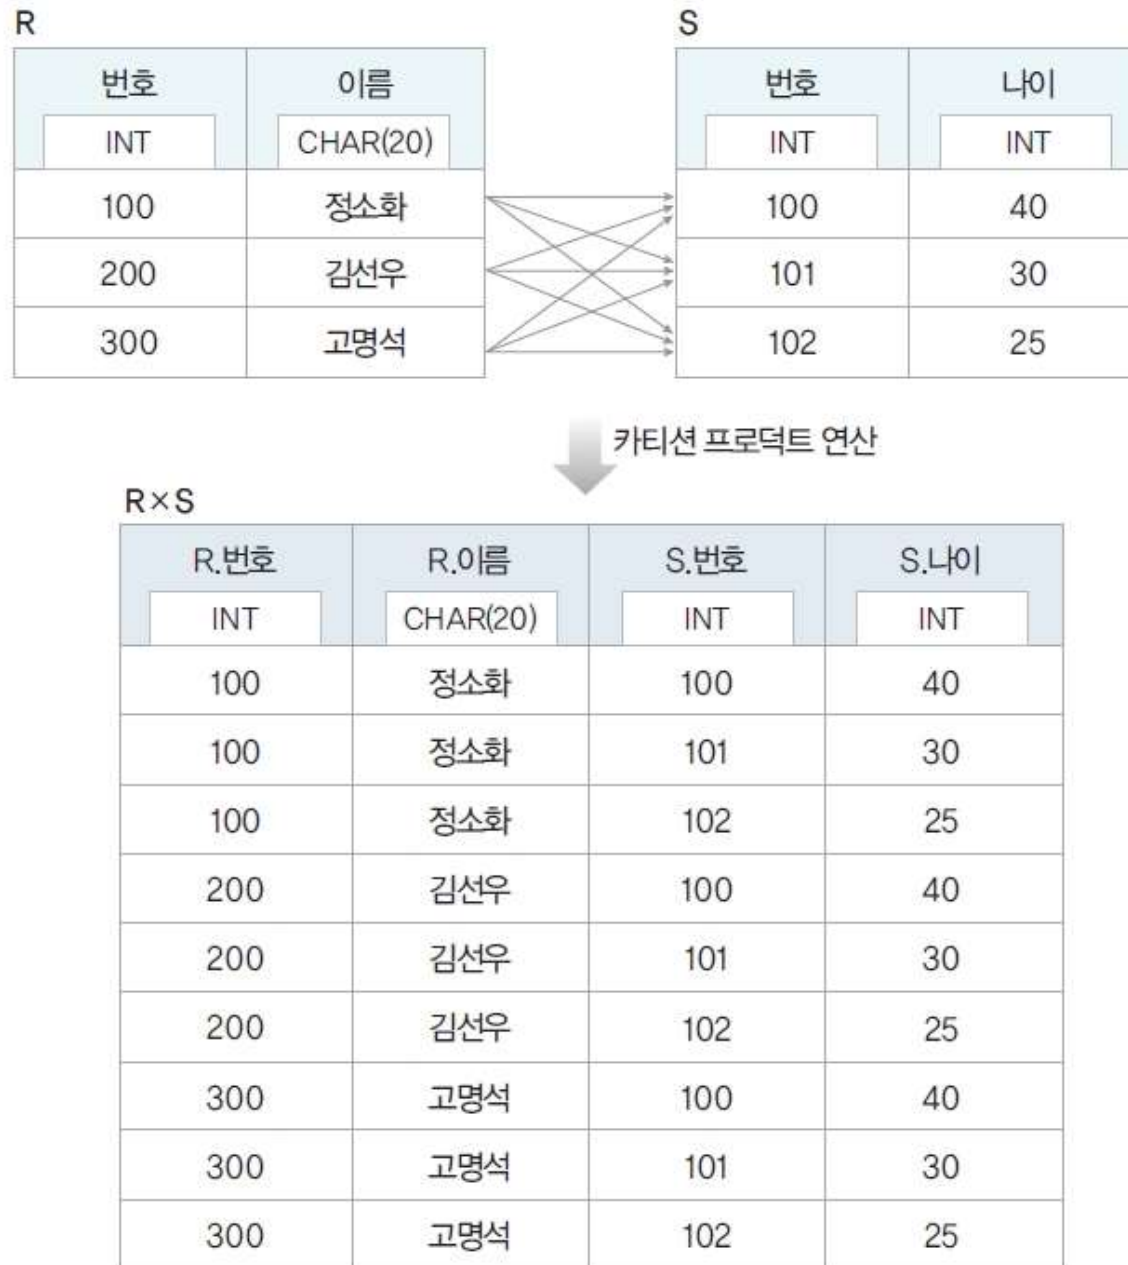 R S
번호 이름 번호 나이
INT CHAR(20) INT INT
100 정소화 100 40
200 김선우 101 30
300 고명석 102 25
카티션 프로덕트 연산
R×S
R.번호 R.이름 S.번호 S.나이
INT CHAR(20) INT INT
100 정소화 100 40
100 정소화 101 30
100 정소화 102 25
200 김선우 100 40
200 김선우 101 30
200 김선우 102 25
300 고명석 100 40
300 고명석 101 30
300 고명석 102 25